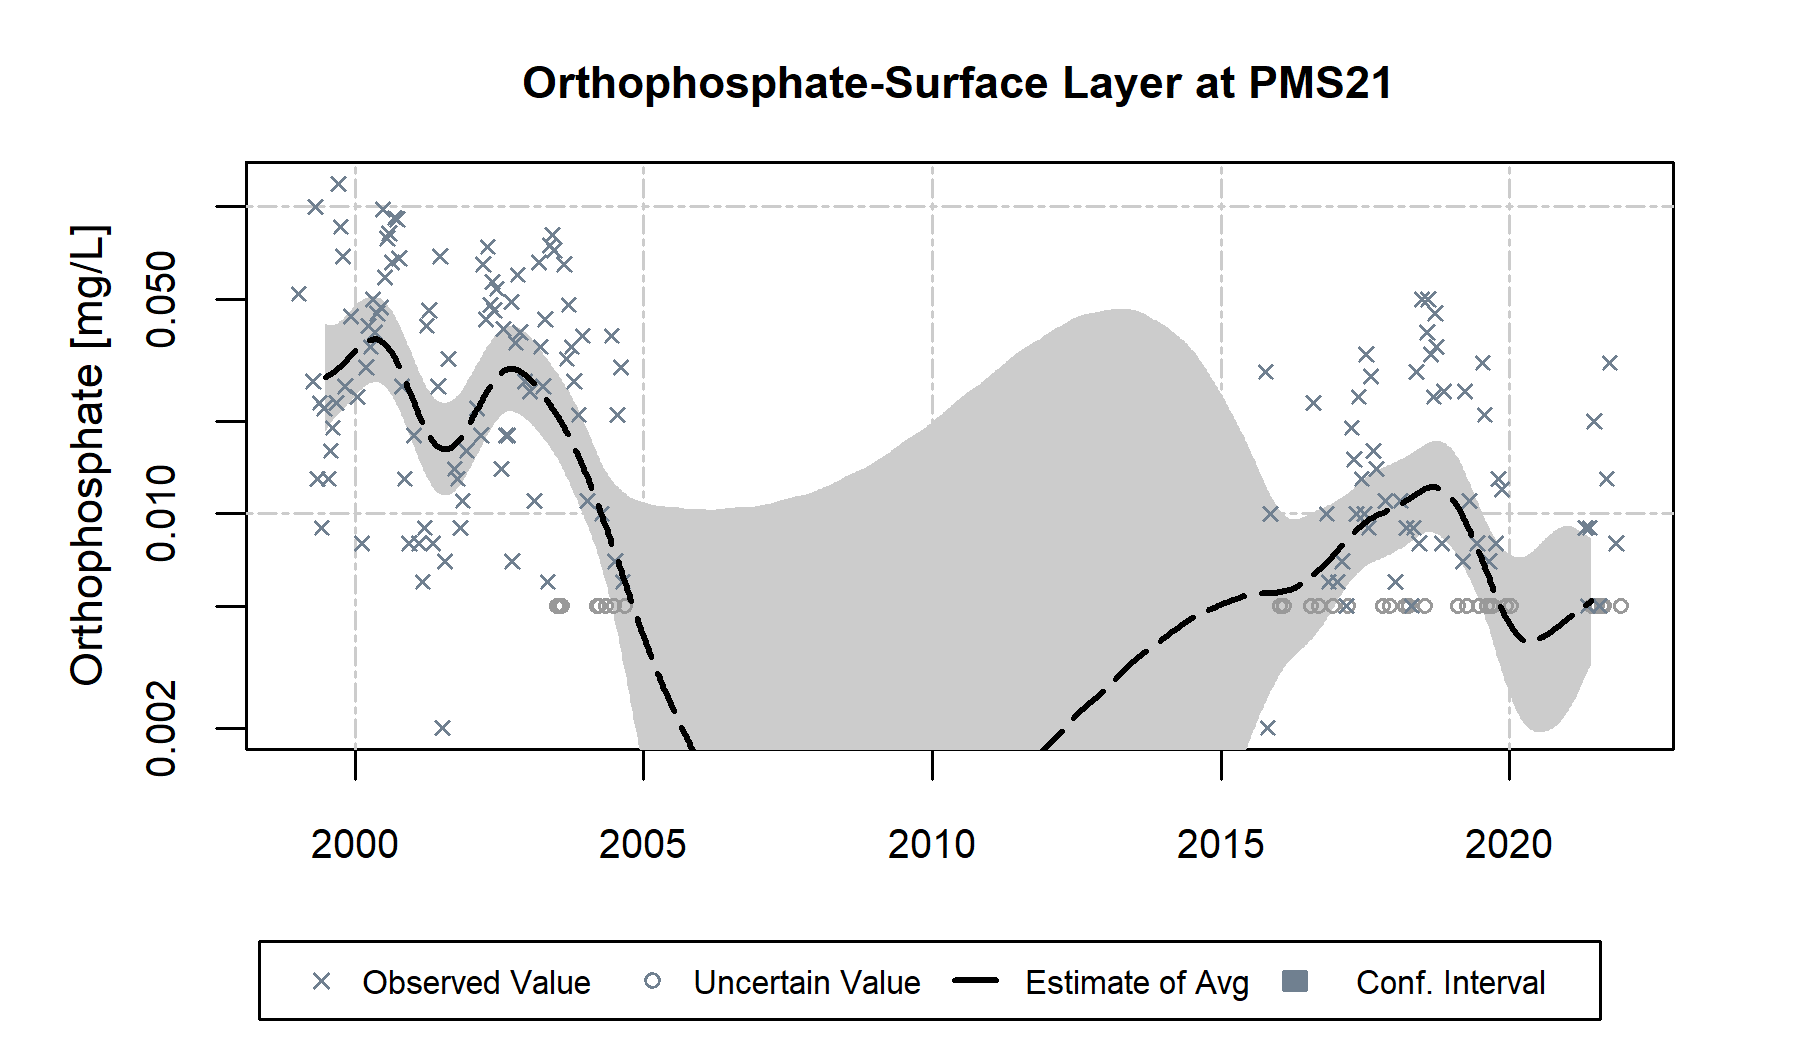 Orthophosphate-Surface Layer at PMS21
Orthophosphate [mg/L]
0.050
0.010
0.002
2000 2005 2010 2015 2020
Observed Value Uncertain Value Estimate of Avg Conf. Interval